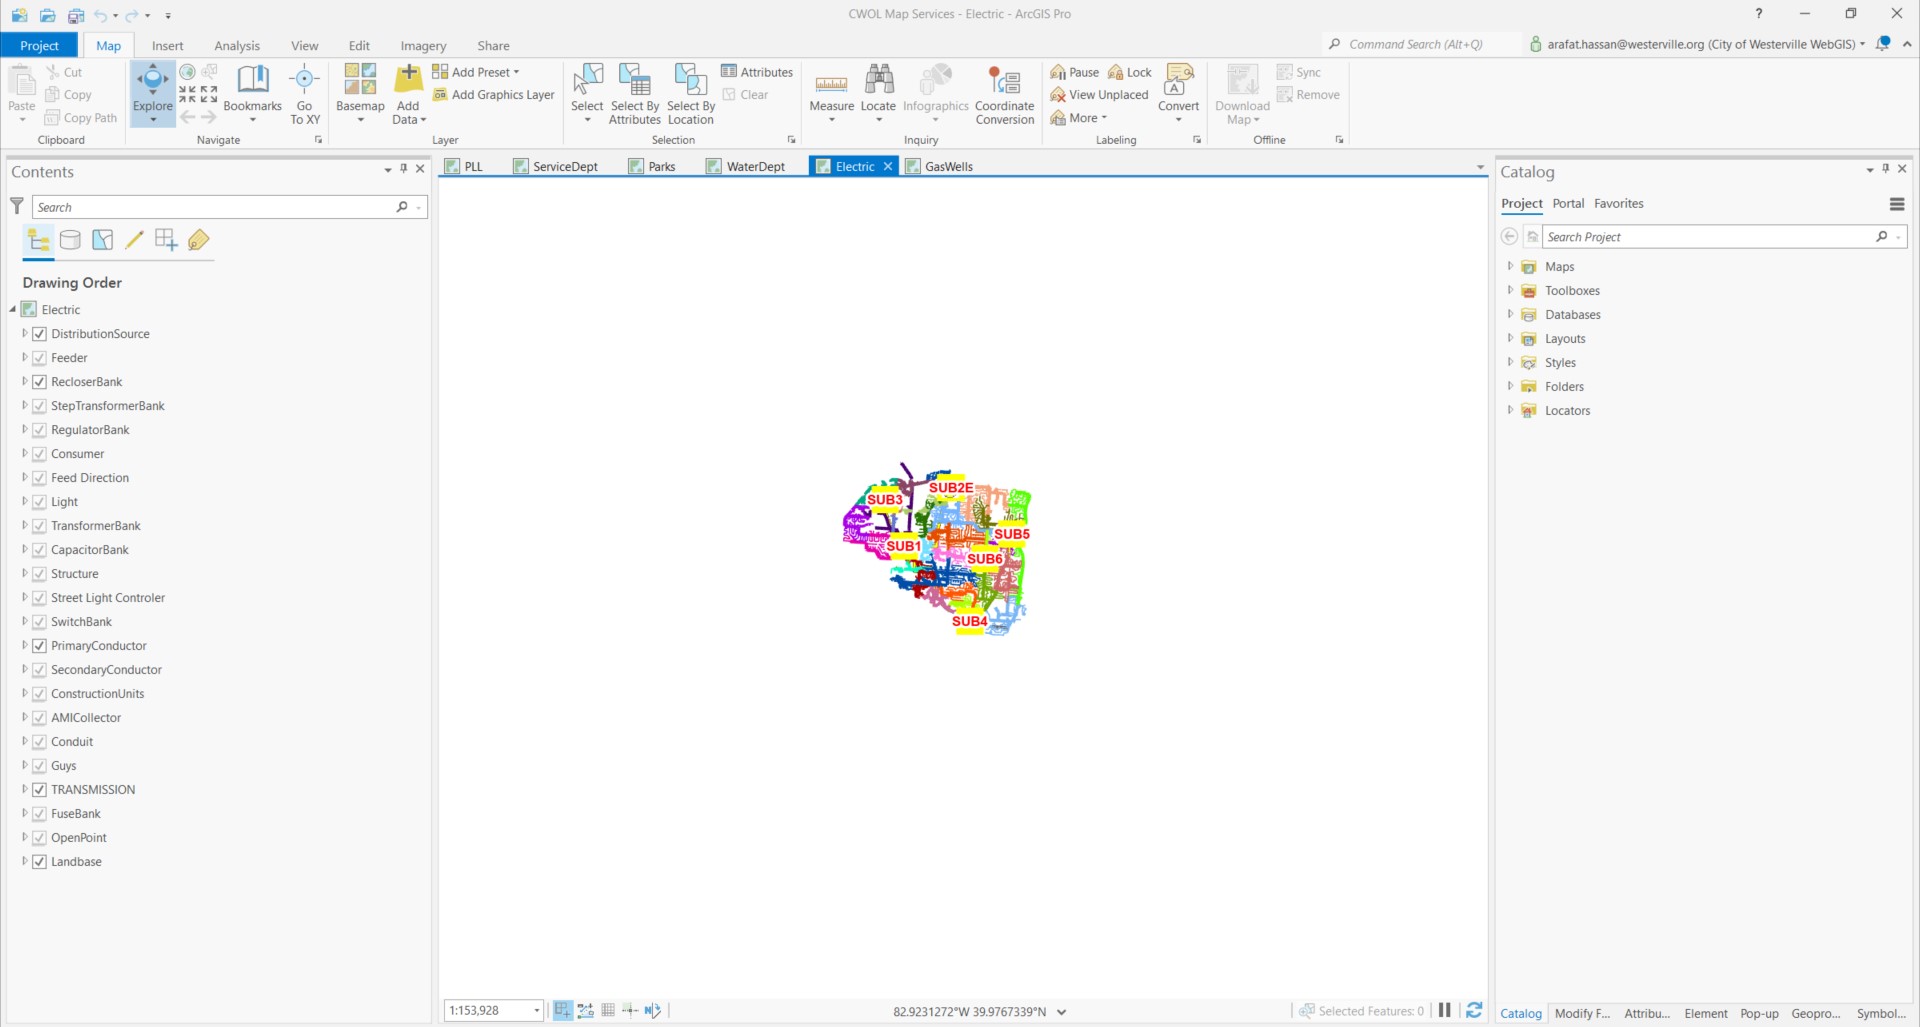 CWOL Map Services - Electric - ArcGIS Pro
?
Project
Map
Insert
Analysis
View
Edit
Imagery
Share
Command Search (Alt+Q)
arafat.hassan@westerville.org (City of Westerville WebGIS)
Paste
Cut
Copy
Copy Path
Clipboard
Explore
Bookmarks
Go To XY
Navigate
Basemap
Add Data
Add Preset
Add Graphics Layer
Layer
Select
Select By Attributes
Select By Location
Attributes
Clear
Selection
Measure
Locate
Infographics
Coordinate Conversion
Inquiry
Pause
Lock
View Unplaced
More
Convert
Labeling
Download Map
Sync
Remove
Offline
Contents
Search
Drawing Order
Electric
DistributionSource
Feeder
RecloserBank
StepTransformerBank
RegulatorBank
Consumer
Feed Direction
Light
TransformerBank
CapacitorBank
Structure
Street Light Controler
SwitchBank
PrimaryConductor
SecondaryConductor
ConstructionUnits
AMICollector
Conduit
Guys
TRANSMISSION
FuseBank
OpenPoint
Landbase
PLL
ServiceDept
Parks
WaterDept
Electric
GasWells
SUB2E
SUB3
SUB5
SUB1
SUB6
SUB4
1:153,928
82.9231272°W 39.9767339°N
Selected Features: 0
Catalog
Project
Portal
Favorites
Search Project
Maps
Toolboxes
Databases
Layouts
Styles
Folders
Locators
Catalog
Modify F...
Attribu...
Element
Pop-up
Geopro...
Symbol...